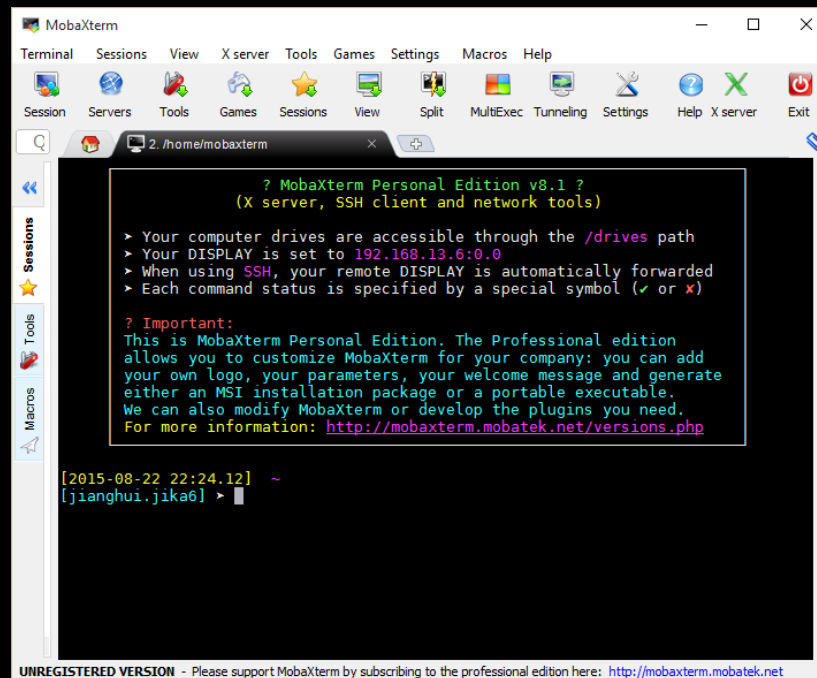 MobaXterm
Terminal Sessions View X server Tools Games Settings Macros Help
Session Servers Tools Games Sessions View Split MultiExec Tunneling Settings Help X server Exit
2. /home/mobaxterm
? MobaXterm Personal Edition v8.1 ?
(X server, SSH client and network tools)
➤ Your computer drives are accessible through the /drives path
➤ Your DISPLAY is set to 192.168.13.6:0.0
➤ When using SSH, your remote DISPLAY is automatically forwarded
➤ Each command status is specified by a special symbol (✔ or ✘)
? Important:
This is MobaXterm Personal Edition. The Professional edition
allows you to customize MobaXterm for your company: you can add
your own logo, your parameters, your welcome message and generate
either an MSI installation package or a portable executable.
We can also modify MobaXterm or develop the plugins you need.
For more information: http://mobaxterm.mobatek.net/versions.php
[2015-08-22 22:24.12] ~
[jianghui.jika6] ➤
Sessions
Tools
Macros
UNREGISTERED VERSION - Please support MobaXterm by subscribing to the professional edition here: http://mobaxterm.mobatek.net